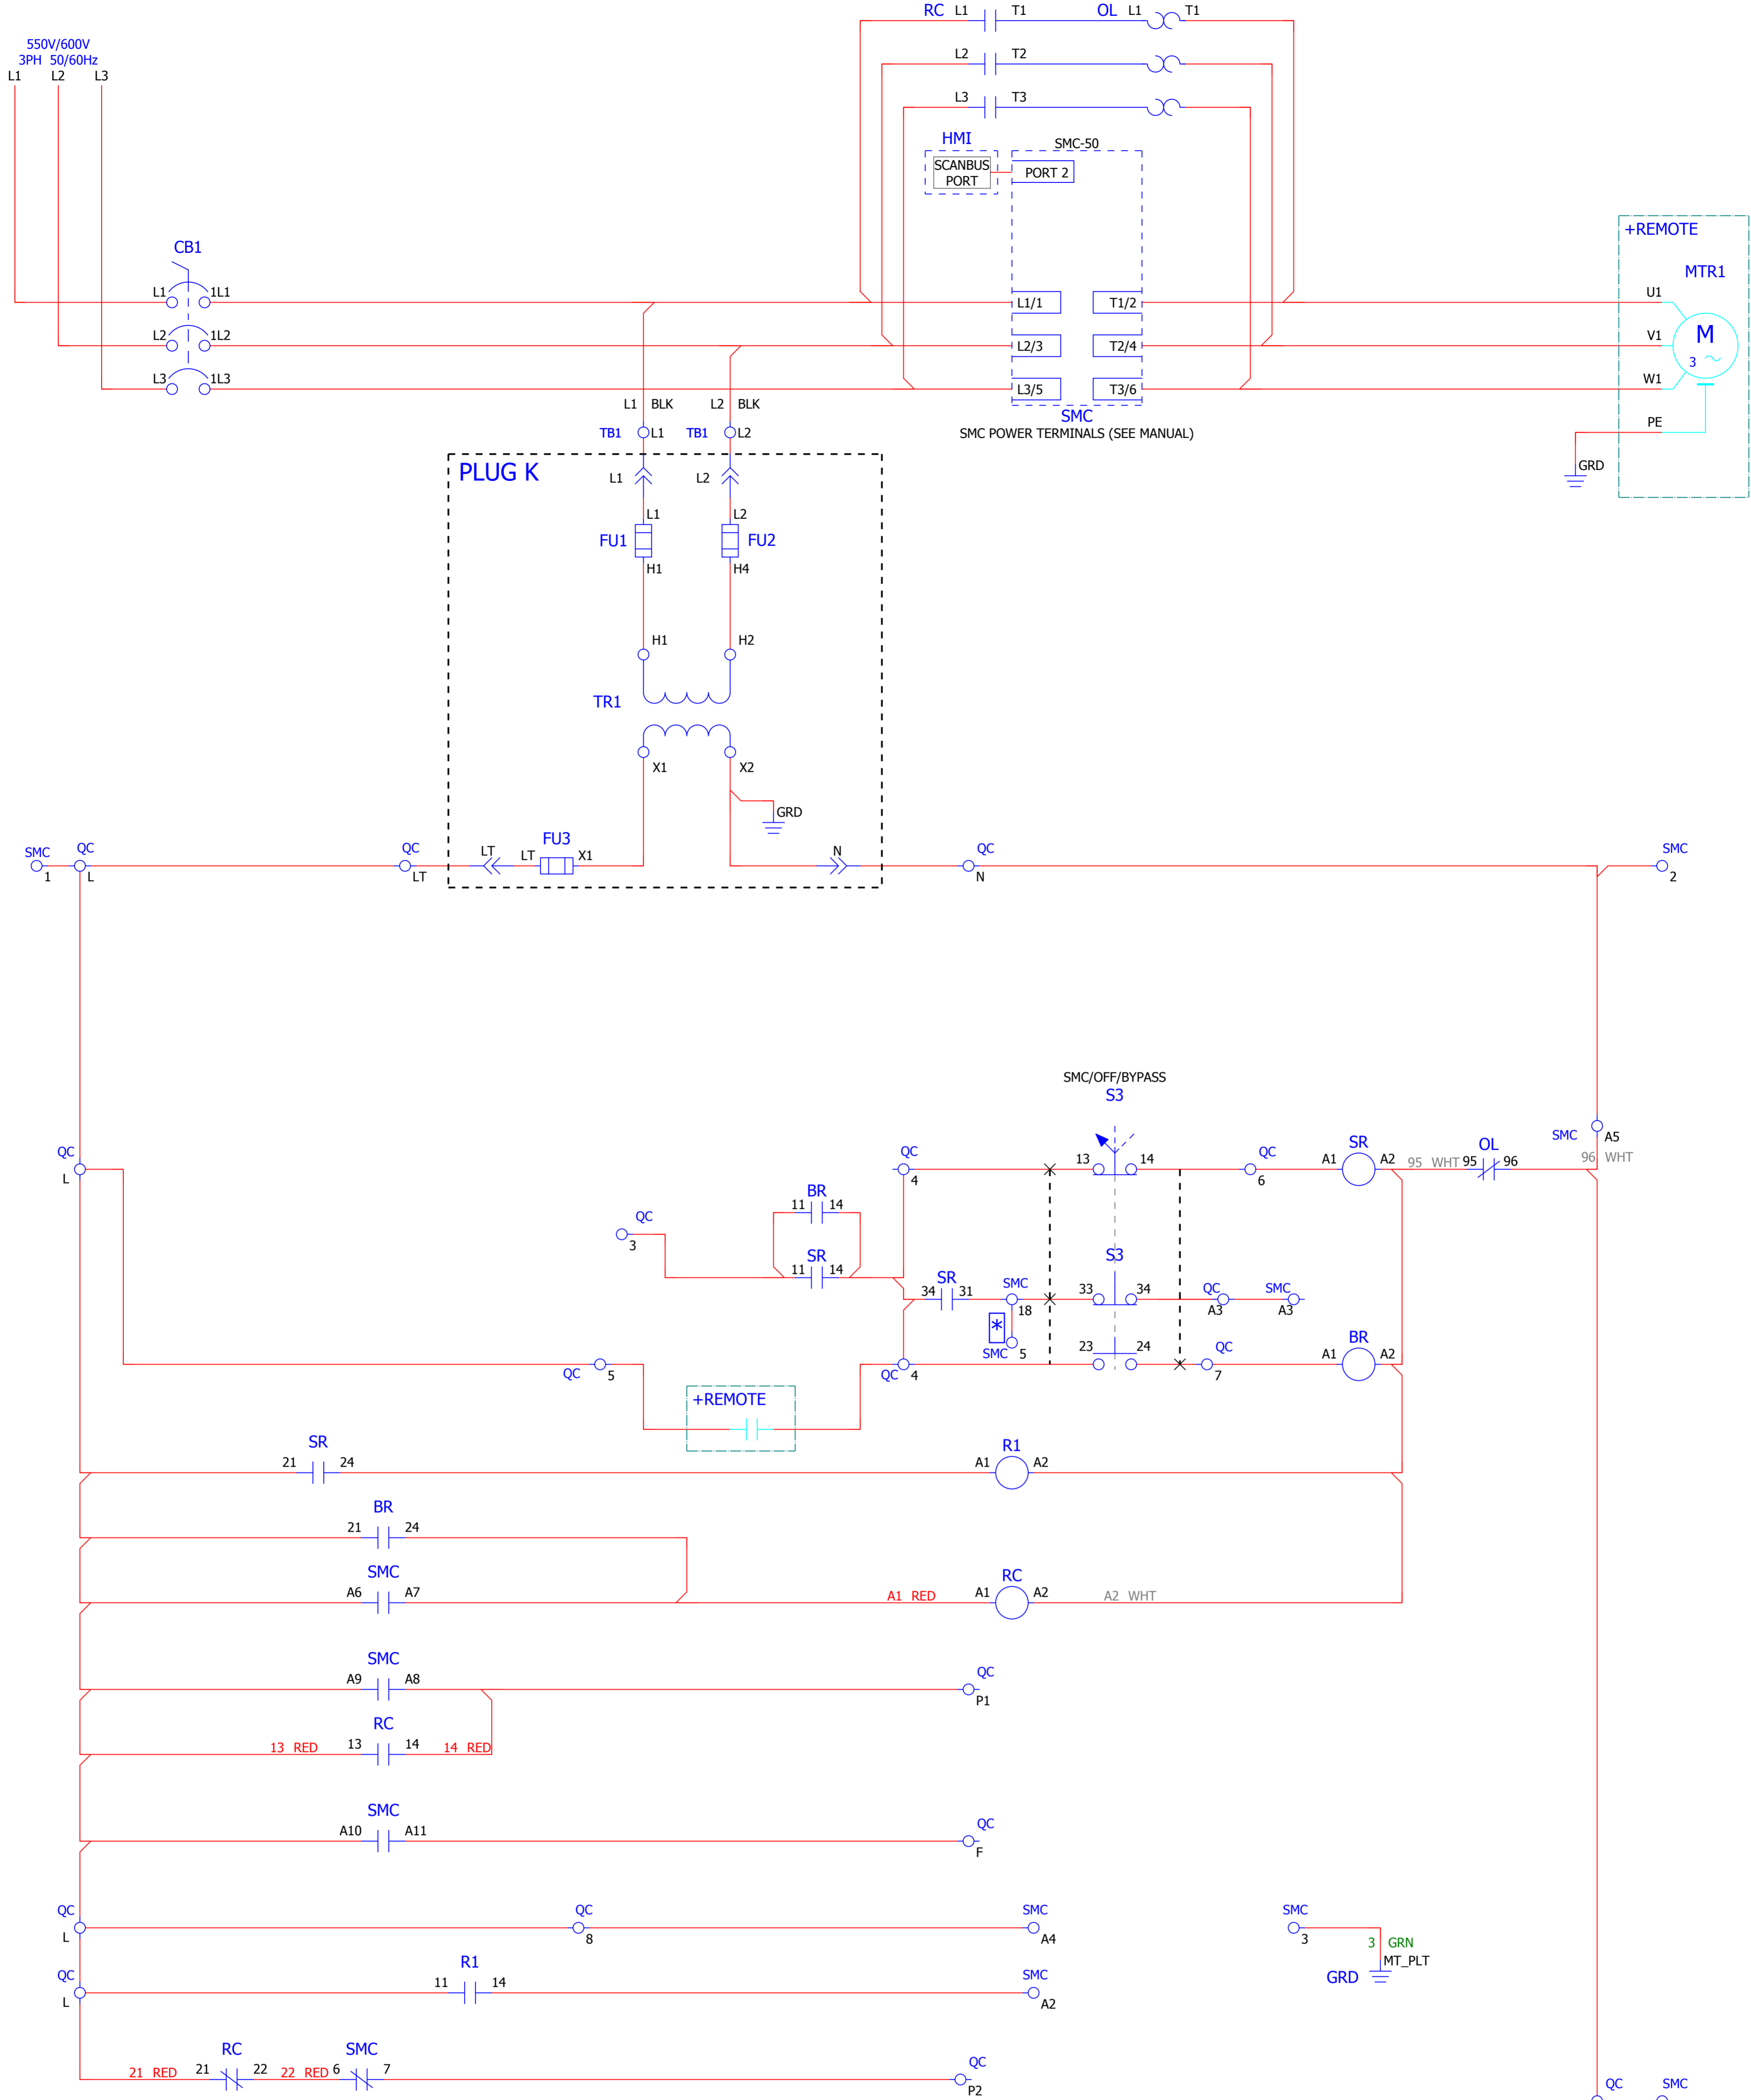 RC L1 T1 OL L1 T1
550V/600V
3PH 50/60Hz
L1 L2 L3
L2 T2
L3 T3
HMI
SMC-50
SCANBUS
PORT
PORT 2
+REMOTE
MTR1
CB1
L1 1L1
L1/1 T1/2
U1
L2 1L2
L2/3 T2/4
V1
M
3
L3 1L3
L3/5 T3/6
W1
SMC
SMC POWER TERMINALS (SEE MANUAL)
PE
GRD
L1 BLK L2 BLK
TB1 L1 TB1 L2
PLUG K
L1 L2
L1 L2
FU1 FU2
H1 H4
H1 H2
TR1
X1 X2
GRD
FU3
SMC QC QC LT LT X1 N QC SMC
1 L LT N 2
SMC/OFF/BYPASS
S3
QC
L
QC
4
13 14
QC
6
SR
A1 A2
95 WHT
OL
95 96
SMC A5
96 WHT
BR
11 14
QC
3
SR
11 14
SR
34 31
SMC
18
S3
33 34
QC
A3
SMC
A3
*
SMC 5
QC 5
QC 4
23 24
QC
7
BR
A1 A2
+REMOTE
SR
21 24
R1
A1 A2
BR
21 24
SMC
A6 A7
A1 RED
RC
A1 A2
A2 WHT
SMC
A9 A8
QC
P1
RC
13 RED 13 14 14 RED
SMC
A10 A11
QC
F
QC
L
QC
8
SMC
A4
SMC
3
3 GRN
MT_PLT
GRD
QC
L
R1
11 14
SMC
A2
RC SMC
21 RED 21 22 22 RED 6 7
QC
P2
QC SMC